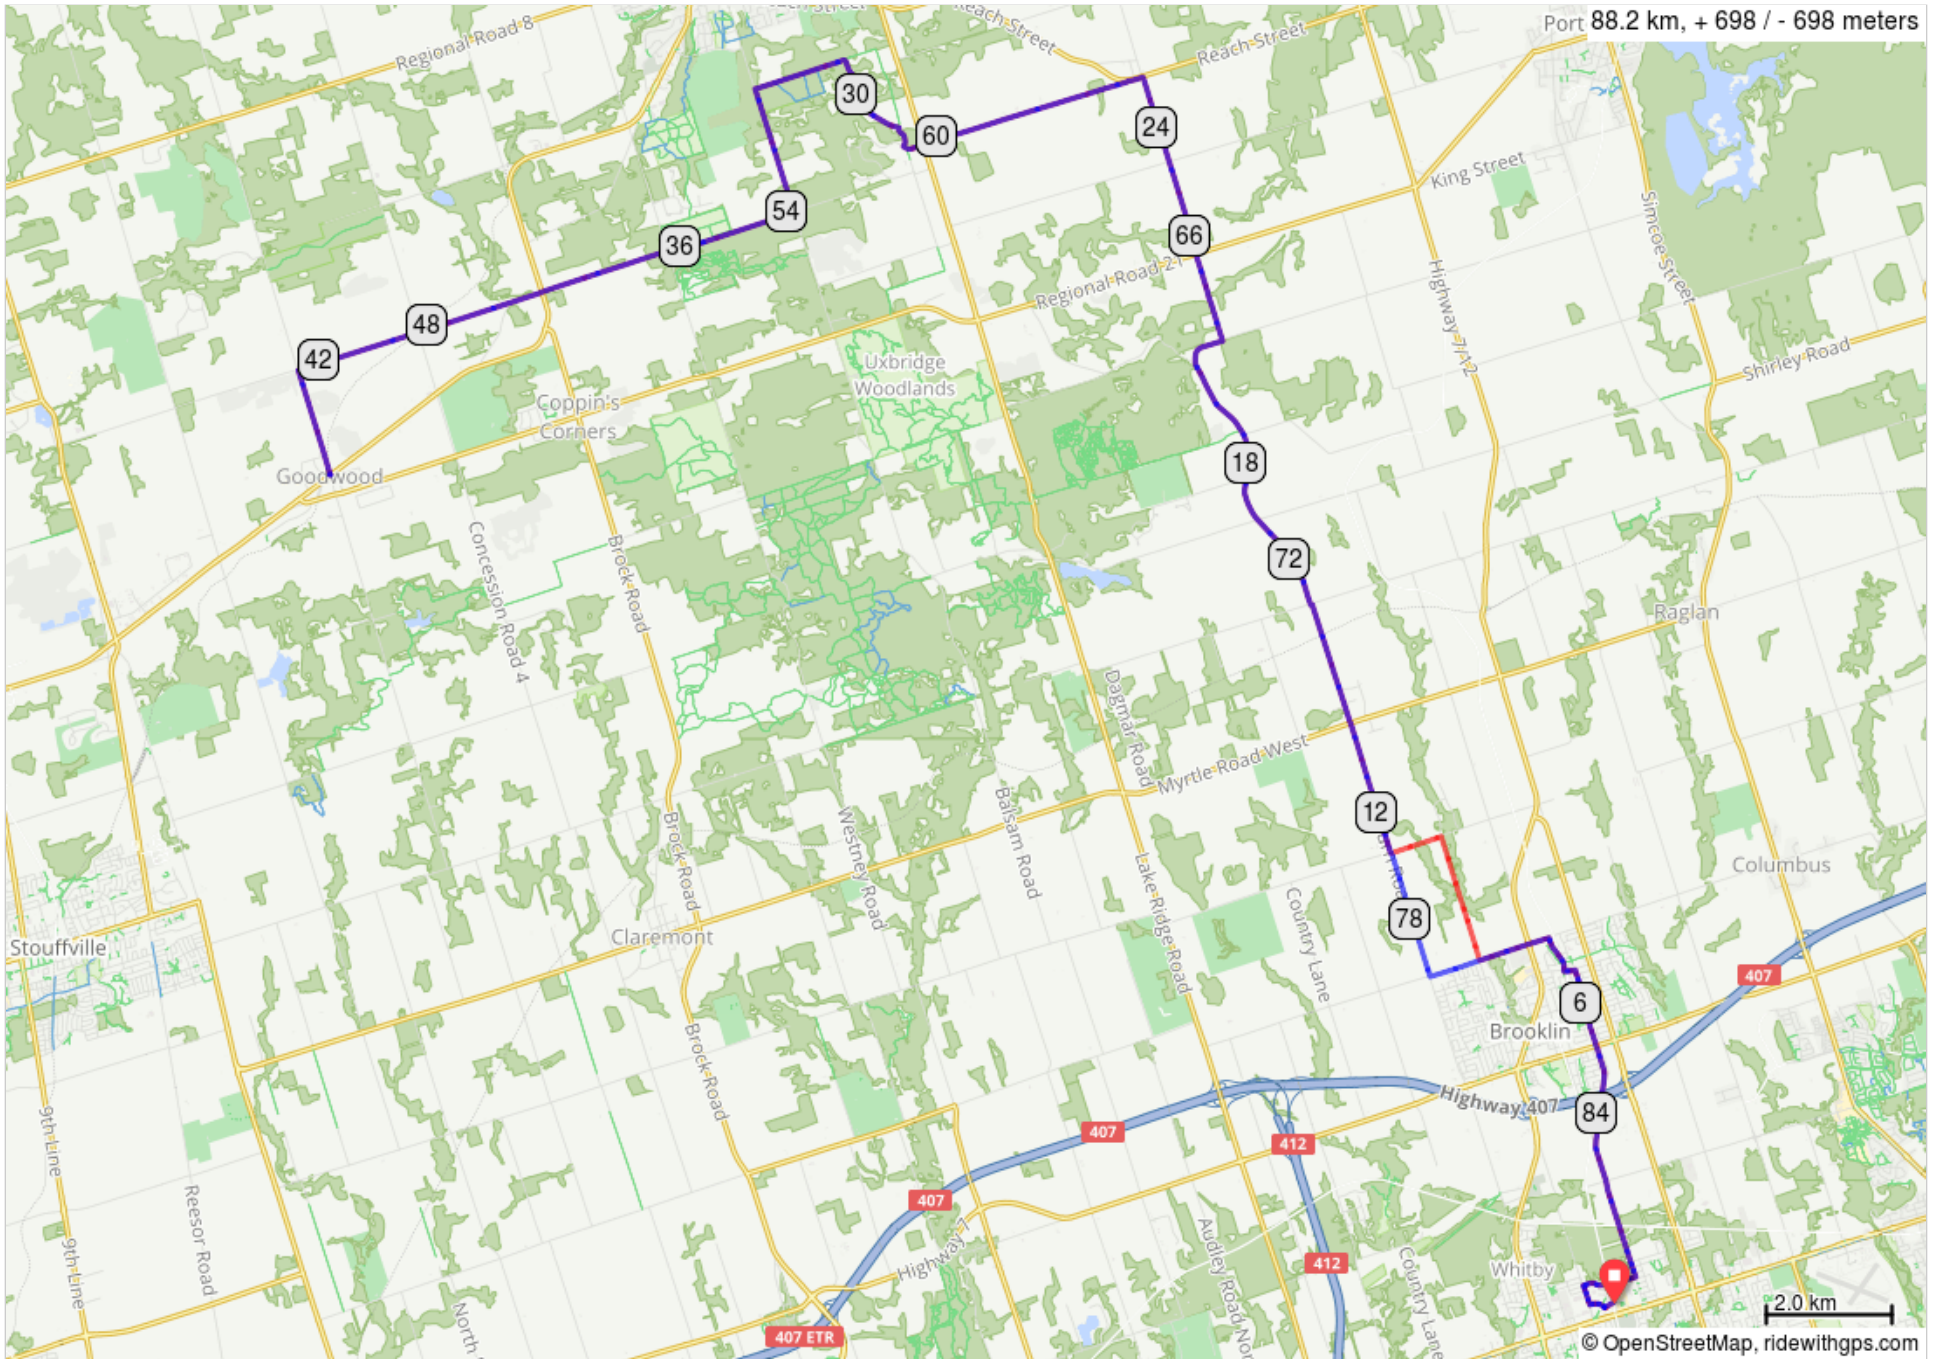 88.2 km, + 698 / - 698 meters
Port
Regional Road 8
Reach Street
Reach Street
30
60
24
King Street
54
36
66
Simcoe Street
Regional Road 21
Highway 7/12
48
42
Uxbridge
Woodlands
Shirley Road
Coppin's
Corners
Goodwood
18
Concession Road 4
Brock Road
72
Raglan
Dagmar Road
Myrtle Road West
Balsam Road
Westney Road
Brock Road
12
Lake Ridge Road
Country Lane
Columbus
78
Claremont
Stouffville
407
6
Brooklin
Brock Road
Highway 407
84
407
412
9th Line
Reesor Road
407
Highway 7
9th Line
Audley Road Nor
412
Country Lane
Whitby
North
2.0 km
407 ETR
© OpenStreetMap, ridewithgps.com